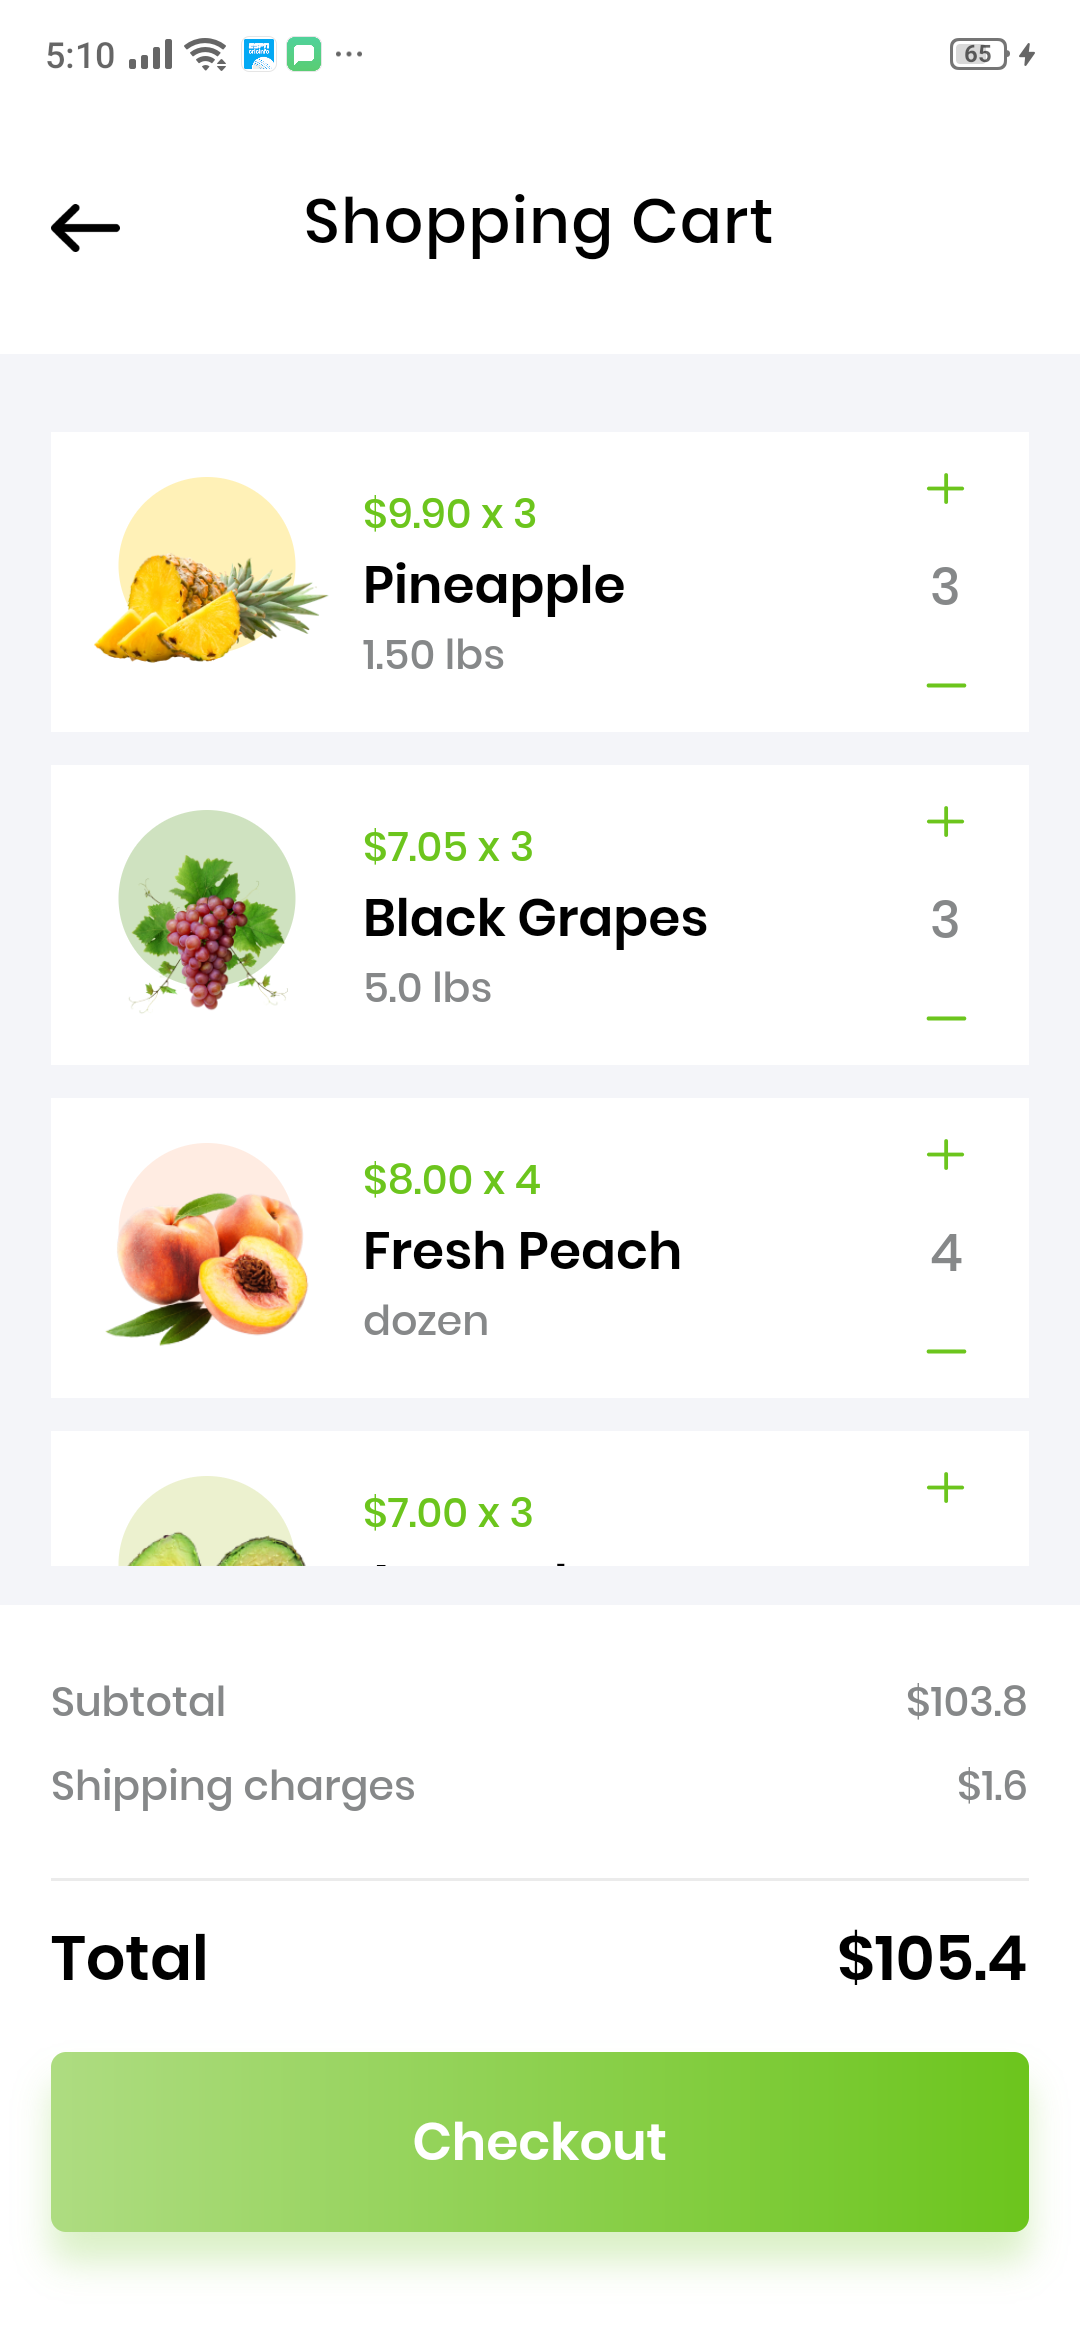 5:10
65
Shopping Cart
$9.90 x 3
Pineapple
1.50 lbs
3
$7.05 x 3
Black Grapes
5.0 lbs
3
$8.00 x 4
Fresh Peach
dozen
4
$7.00 x 3
Subtotal $103.8
Shipping charges $1.6
Total $105.4
Checkout